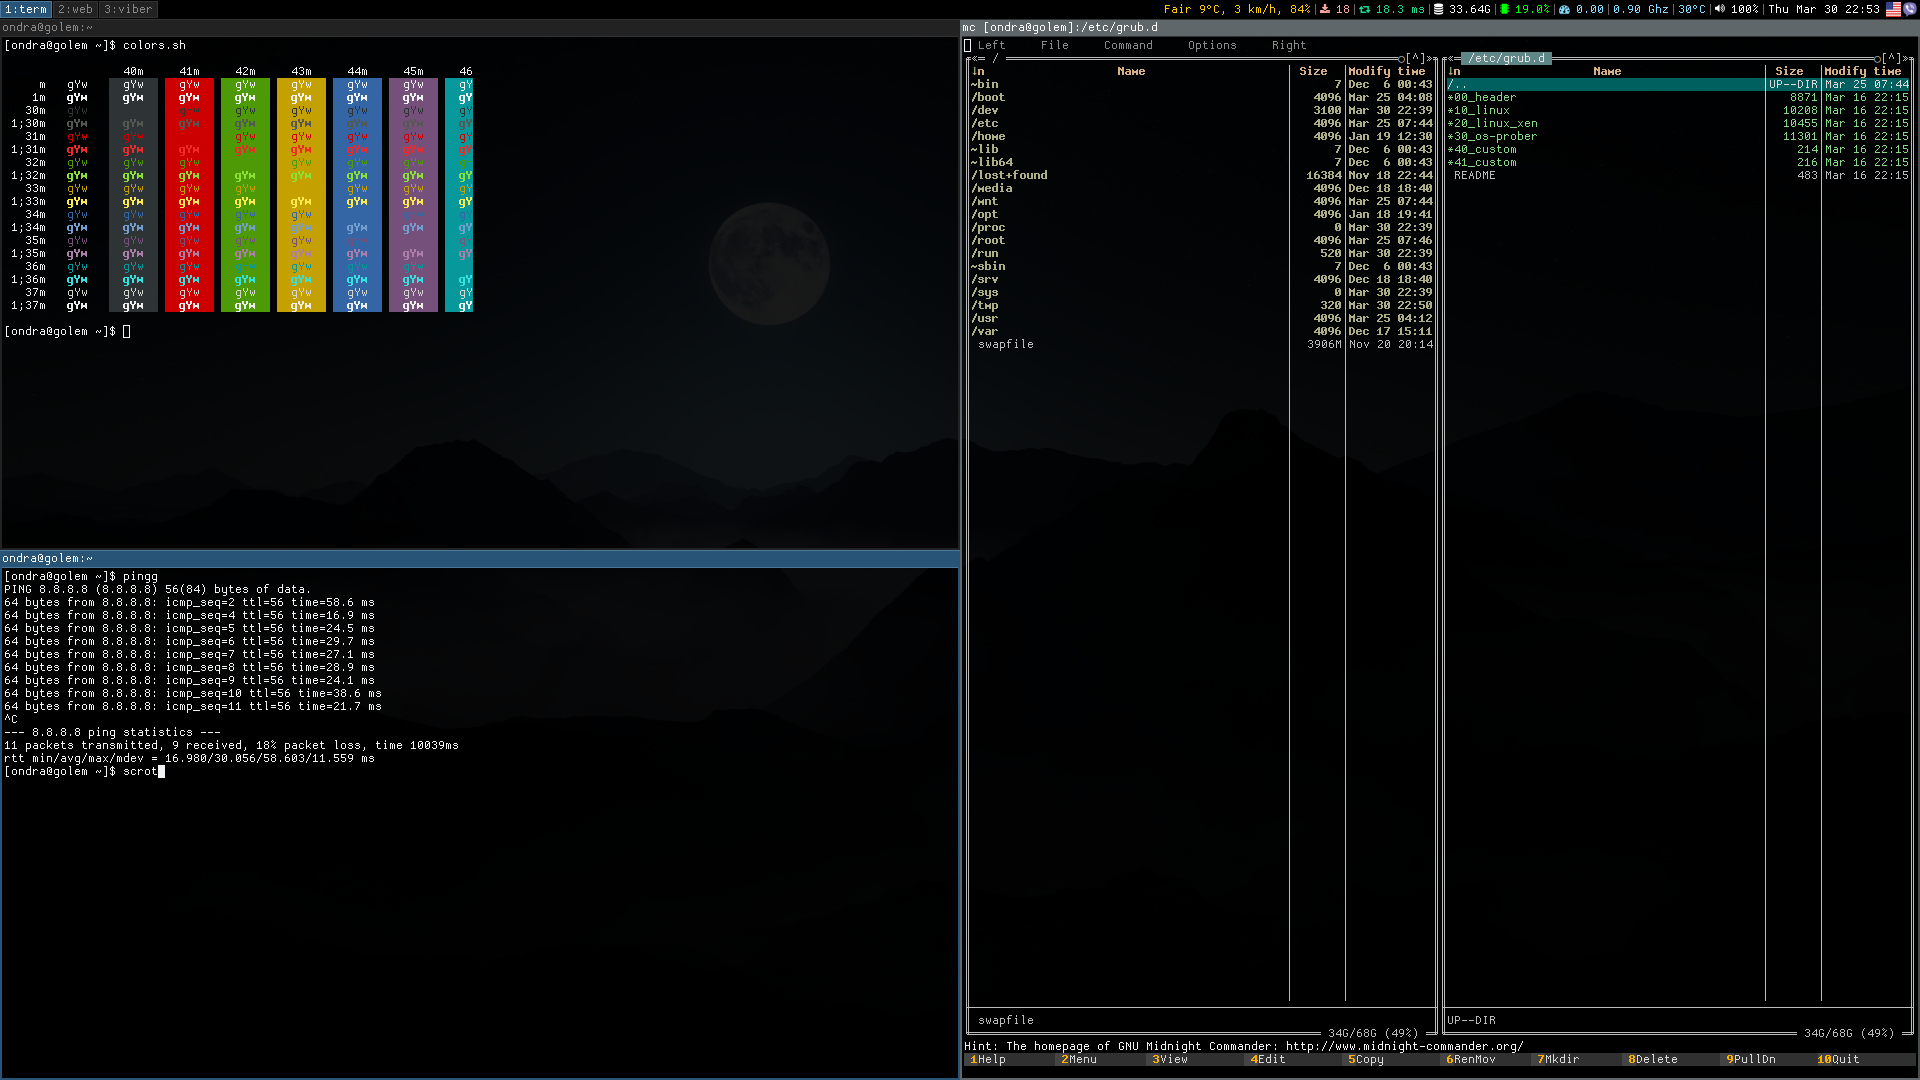 1:term 2:web 3:viber
Fair 9°C, 3 km/h, 84% 18 18.3 ms 33.64G 19.0% 0.00 0.90 Ghz 30°C 100% Thu Mar 30 22:53
ondra@golem:~
[ondra@golem ~]$ colors.sh
40m 41m 42m 43m 44m 45m 46
m gYw gYw gYw gYw gYw gYw gYw gY
1m gYw gYw gYw gYw gYw gYw gYw gY
30m gYw gYw gYw gYw gYw gYw gYw gY
1;30m gYw gYw gYw gYw gYw gYw gYw gY
31m gYw gYw gYw gYw gYw gYw gYw gY
1;31m gYw gYw gYw gYw gYw gYw gYw gY
32m gYw gYw gYw gYw gYw gYw gYw gY
1;32m gYw gYw gYw gYw gYw gYw gYw gY
33m gYw gYw gYw gYw gYw gYw gYw gY
1;33m gYw gYw gYw gYw gYw gYw gYw gY
34m gYw gYw gYw gYw gYw gYw gYw gY
1;34m gYw gYw gYw gYw gYw gYw gYw gY
35m gYw gYw gYw gYw gYw gYw gYw gY
1;35m gYw gYw gYw gYw gYw gYw gYw gY
36m gYw gYw gYw gYw gYw gYw gYw gY
1;36m gYw gYw gYw gYw gYw gYw gYw gY
37m gYw gYw gYw gYw gYw gYw gYw gY
1;37m gYw gYw gYw gYw gYw gYw gYw gY
[ondra@golem ~]$
ondra@golem:~
[ondra@golem ~]$ pingg
PING 8.8.8.8 (8.8.8.8) 56(84) bytes of data.
64 bytes from 8.8.8.8: icmp_seq=2 ttl=56 time=58.6 ms
64 bytes from 8.8.8.8: icmp_seq=4 ttl=56 time=16.9 ms
64 bytes from 8.8.8.8: icmp_seq=5 ttl=56 time=24.5 ms
64 bytes from 8.8.8.8: icmp_seq=6 ttl=56 time=29.7 ms
64 bytes from 8.8.8.8: icmp_seq=7 ttl=56 time=27.1 ms
64 bytes from 8.8.8.8: icmp_seq=8 ttl=56 time=28.9 ms
64 bytes from 8.8.8.8: icmp_seq=9 ttl=56 time=24.1 ms
64 bytes from 8.8.8.8: icmp_seq=10 ttl=56 time=38.6 ms
64 bytes from 8.8.8.8: icmp_seq=11 ttl=56 time=21.7 ms
^C
--- 8.8.8.8 ping statistics ---
11 packets transmitted, 9 received, 18% packet loss, time 10039ms
rtt min/avg/max/mdev = 16.980/30.056/58.603/11.559 ms
[ondra@golem ~]$ scrot
mc [ondra@golem]:/etc/grub.d
Left File Command Options Right
/ [^]
↓n Name Size Modify time
~bin 7 Dec 6 00:43
/boot 4096 Mar 25 04:08
/dev 3100 Mar 30 22:39
/etc 4096 Mar 25 07:44
/home 4096 Jan 19 12:30
~lib 7 Dec 6 00:43
~lib64 7 Dec 6 00:43
/lost+found 16384 Nov 18 22:44
/media 4096 Dec 18 18:40
/mnt 4096 Mar 25 07:44
/opt 4096 Jan 18 19:41
/proc 0 Mar 30 22:39
/root 4096 Mar 25 07:46
/run 520 Mar 30 22:39
~sbin 7 Dec 6 00:43
/srv 4096 Dec 18 18:40
/sys 0 Mar 30 22:39
/tmp 320 Mar 30 22:50
/usr 4096 Mar 25 04:12
/var 4096 Dec 17 15:11
swapfile 3906M Nov 20 20:14
swapfile
34G/68G (49%)
/etc/grub.d [^]
↓n Name Size Modify time
/.. UP--DIR Mar 25 07:44
*00_header 8871 Mar 16 22:15
*10_linux 10208 Mar 16 22:15
*20_linux_xen 10455 Mar 16 22:15
*30_os-prober 11301 Mar 16 22:15
*40_custom 214 Mar 16 22:15
*41_custom 216 Mar 16 22:15
README 483 Mar 16 22:15
UP--DIR
34G/68G (49%)
Hint: The homepage of GNU Midnight Commander: http://www.midnight-commander.org/
1Help 2Menu 3View 4Edit 5Copy 6RenMov 7Mkdir 8Delete 9PullDn 10Quit